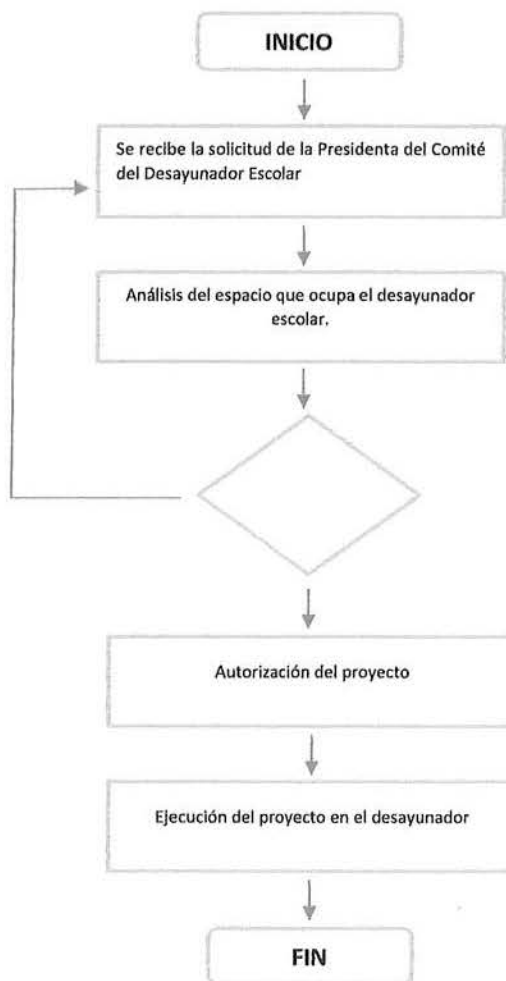 INICIO
Se recibe la solicitud de la Presidenta del Comité
del Desayunador Escolar
Análisis del espacio que ocupa el desayunador
escolar.
Autorización del proyecto
Ejecución del proyecto en el desayunador
FIN